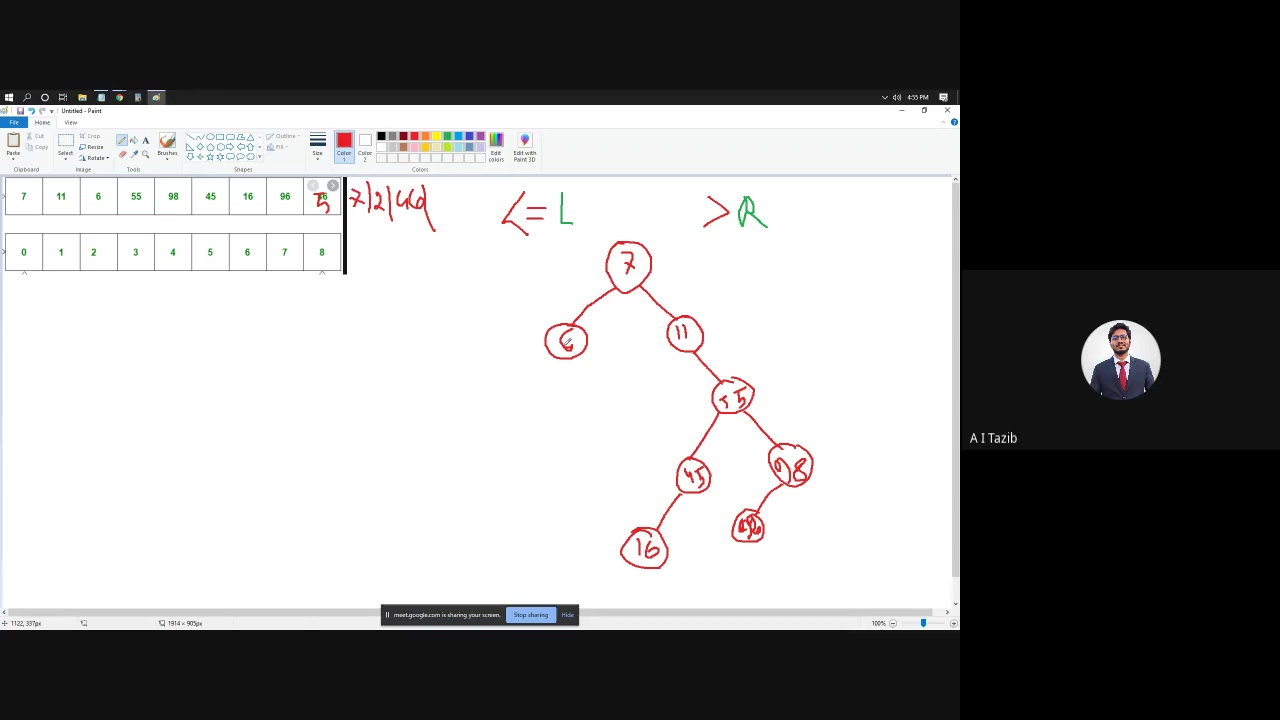 4:55 PM
Untitled - Paint
File Home View
Cut
Copy
Paste
Clipboard
Crop
Resize
Rotate
Select
Image
Tools
Brushes
Shapes
Outline
Fill
Size
Color 1
Color 2
Colors
Edit colors
Edit with Paint 3D
7 11 6 55 98 45 16 96 5
7 | 2 | 46
0 1 2 3 4 5 6 7 8
<= L > R
7
6 11
55
45 98
16 96
A I Tazib
meet.google.com is sharing your screen. Stop sharing Hide
1122, 337px 1914 × 905px 100%